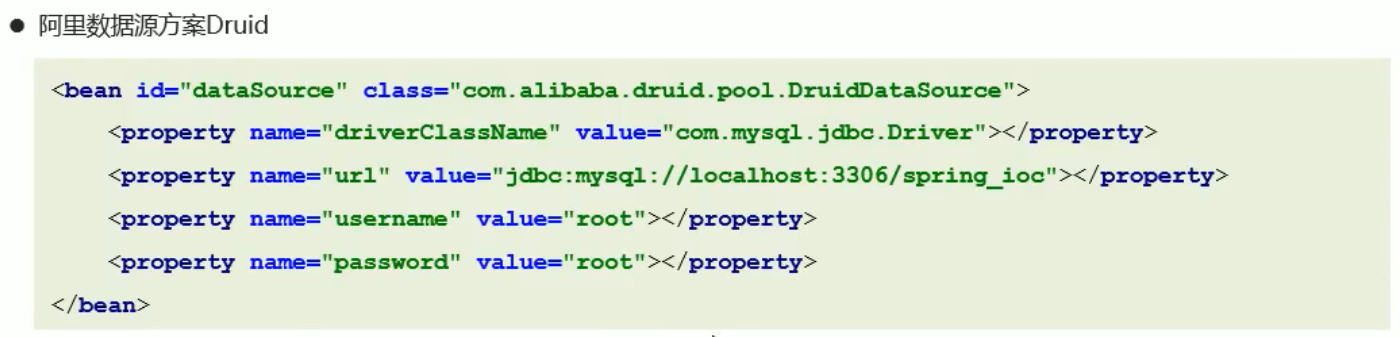 ● 阿里数据源方案Druid
<bean id="dataSource" class="com.alibaba.druid.pool.DruidDataSource">
    <property name="driverClassName" value="com.mysql.jdbc.Driver"></property>
    <property name="url" value="jdbc:mysql://localhost:3306/spring_ioc"></property>
    <property name="username" value="root"></property>
    <property name="password" value="root"></property>
</bean>